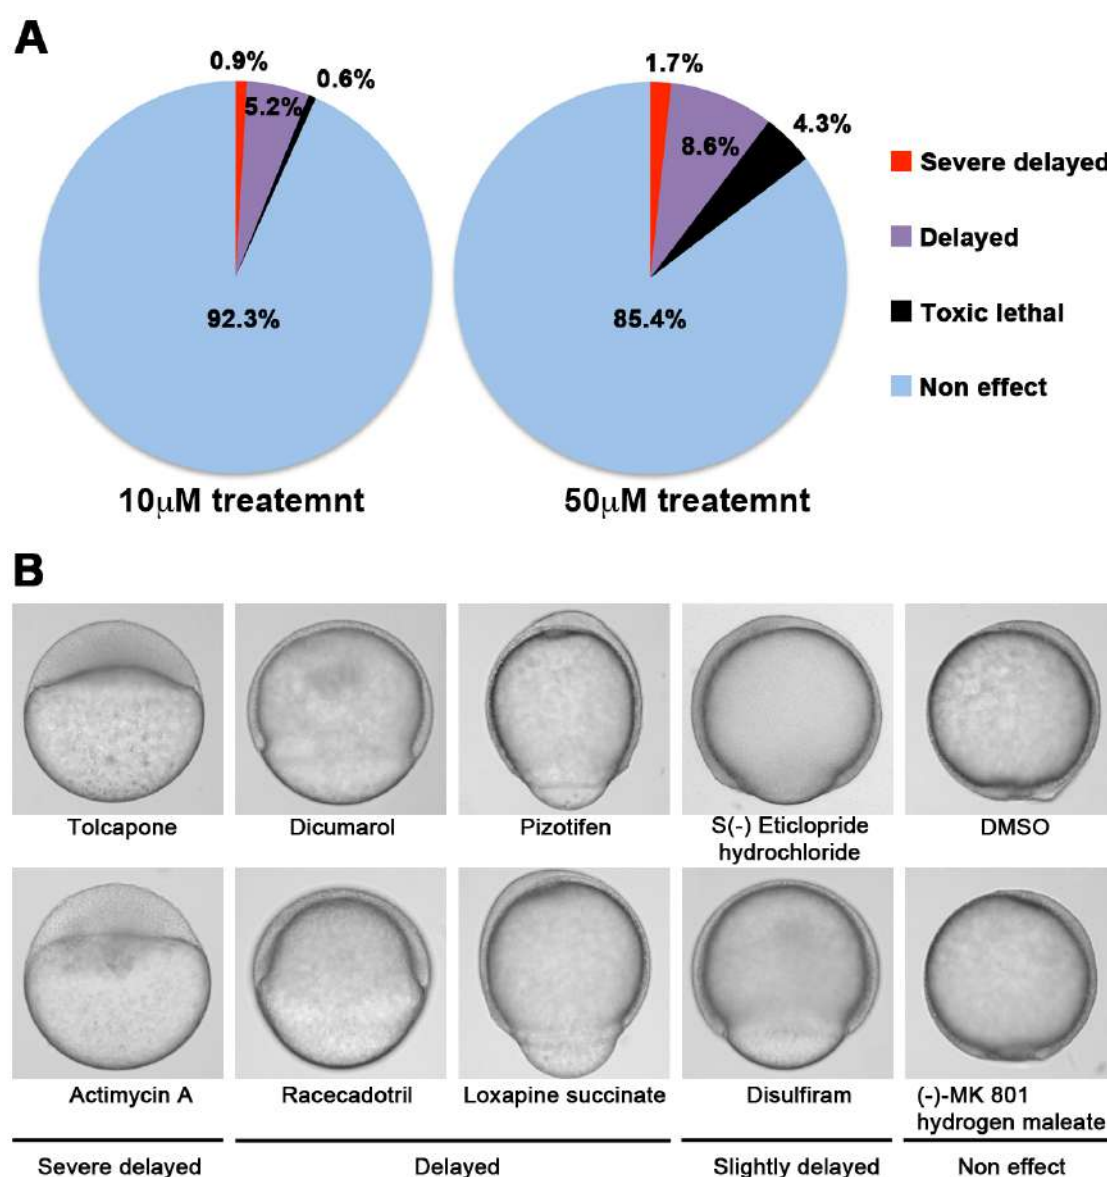 A
0.9%
0.6%
5.2%
92.3%
10μM treatemnt
1.7%
4.3%
8.6%
85.4%
50μM treatemnt
Severe delayed
Delayed
Toxic lethal
Non effect
B
Tolcapone
Dicumarol
Pizotifen
S(-) Eticlopride
hydrochloride
DMSO
Actimycin A
Racecadotril
Loxapine succinate
Disulfiram
(-)-MK 801
hydrogen maleate
Severe delayed
Delayed
Slightly delayed
Non effect